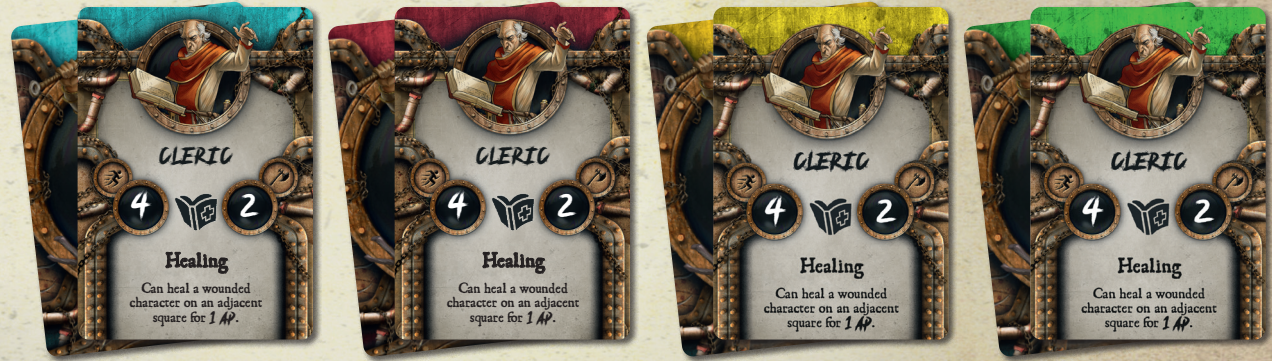 CLERIC
4 2
Healing
Can heal a wounded
character on an adjacent
square for 1 AP.
CLERIC
4 2
Healing
Can heal a wounded
character on an adjacent
square for 1 AP.
CLERIC
4 2
Healing
Can heal a wounded
character on an adjacent
square for 1 AP.
CLERIC
4 2
Healing
Can heal a wounded
character on an adjacent
square for 1 AP.